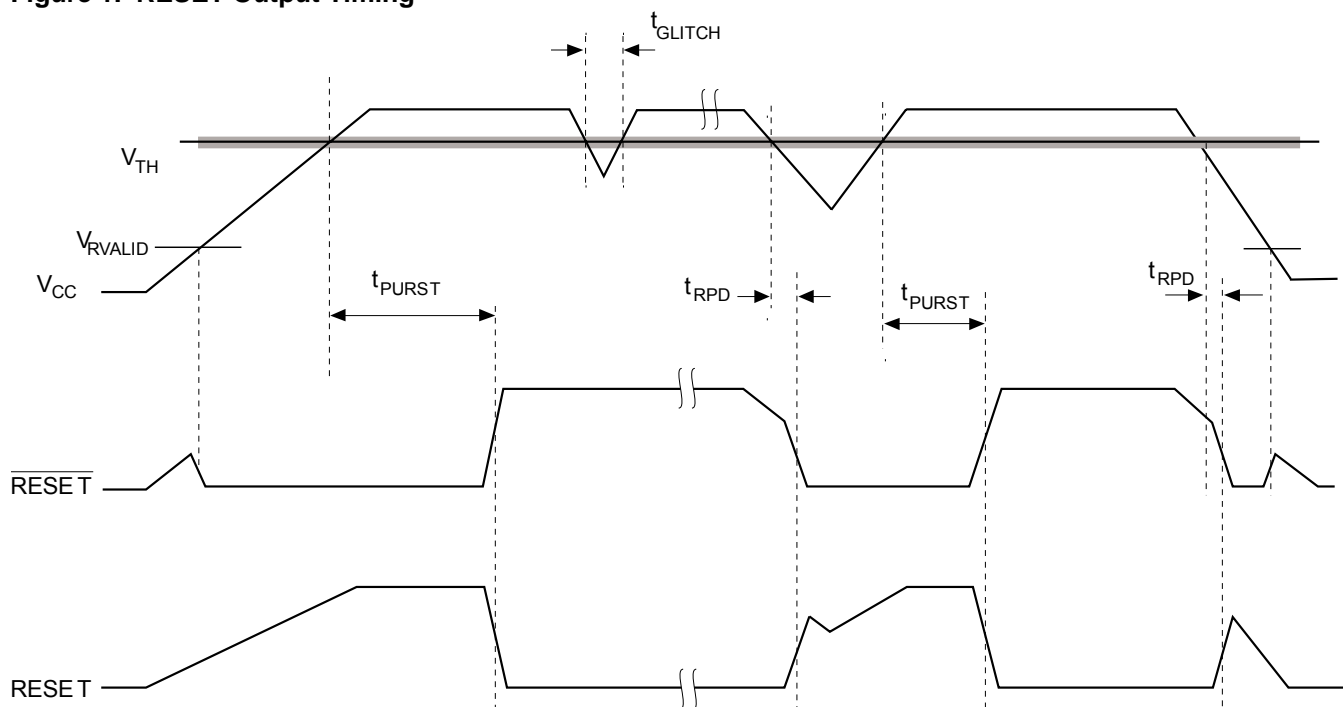 Figure 1. RESET Output Timing
tGLITCH
VTH
VRVALID
VCC
tPURST
tRPD
tPURST
tRPD
RESET
RESET